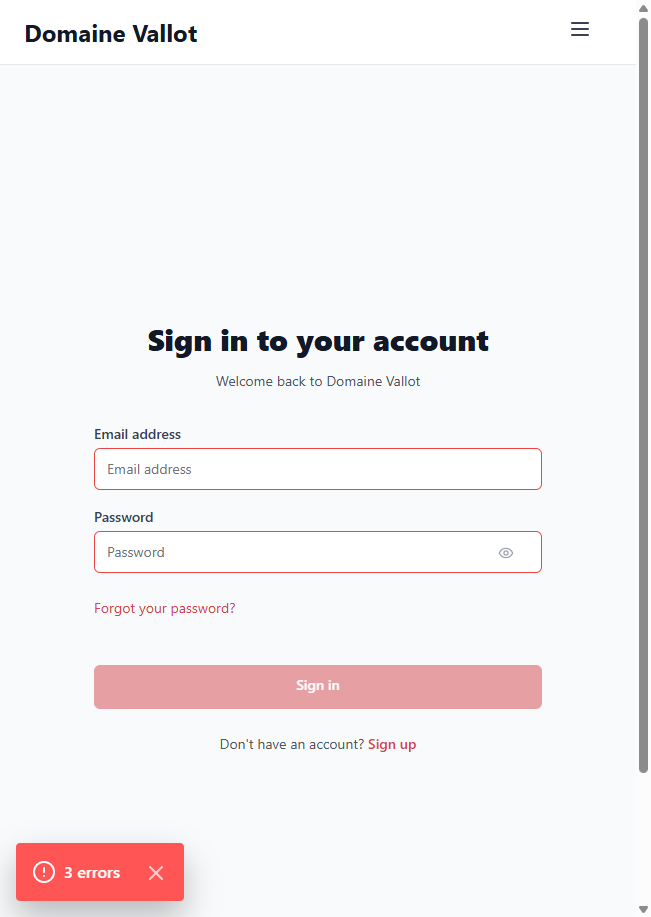 Domaine Vallot
Sign in to your account
Welcome back to Domaine Vallot
Email address
Email address
Password
Password
Forgot your password?
Sign in
Don't have an account? Sign up
3 errors